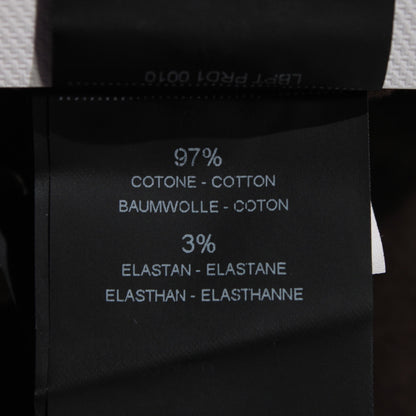 LBPT PRD1 0010
97%
COTONE - COTTON
BAUMWOLLE - COTON
3%
ELASTAN - ELASTANE
ELASTHAN - ELASTHANNE